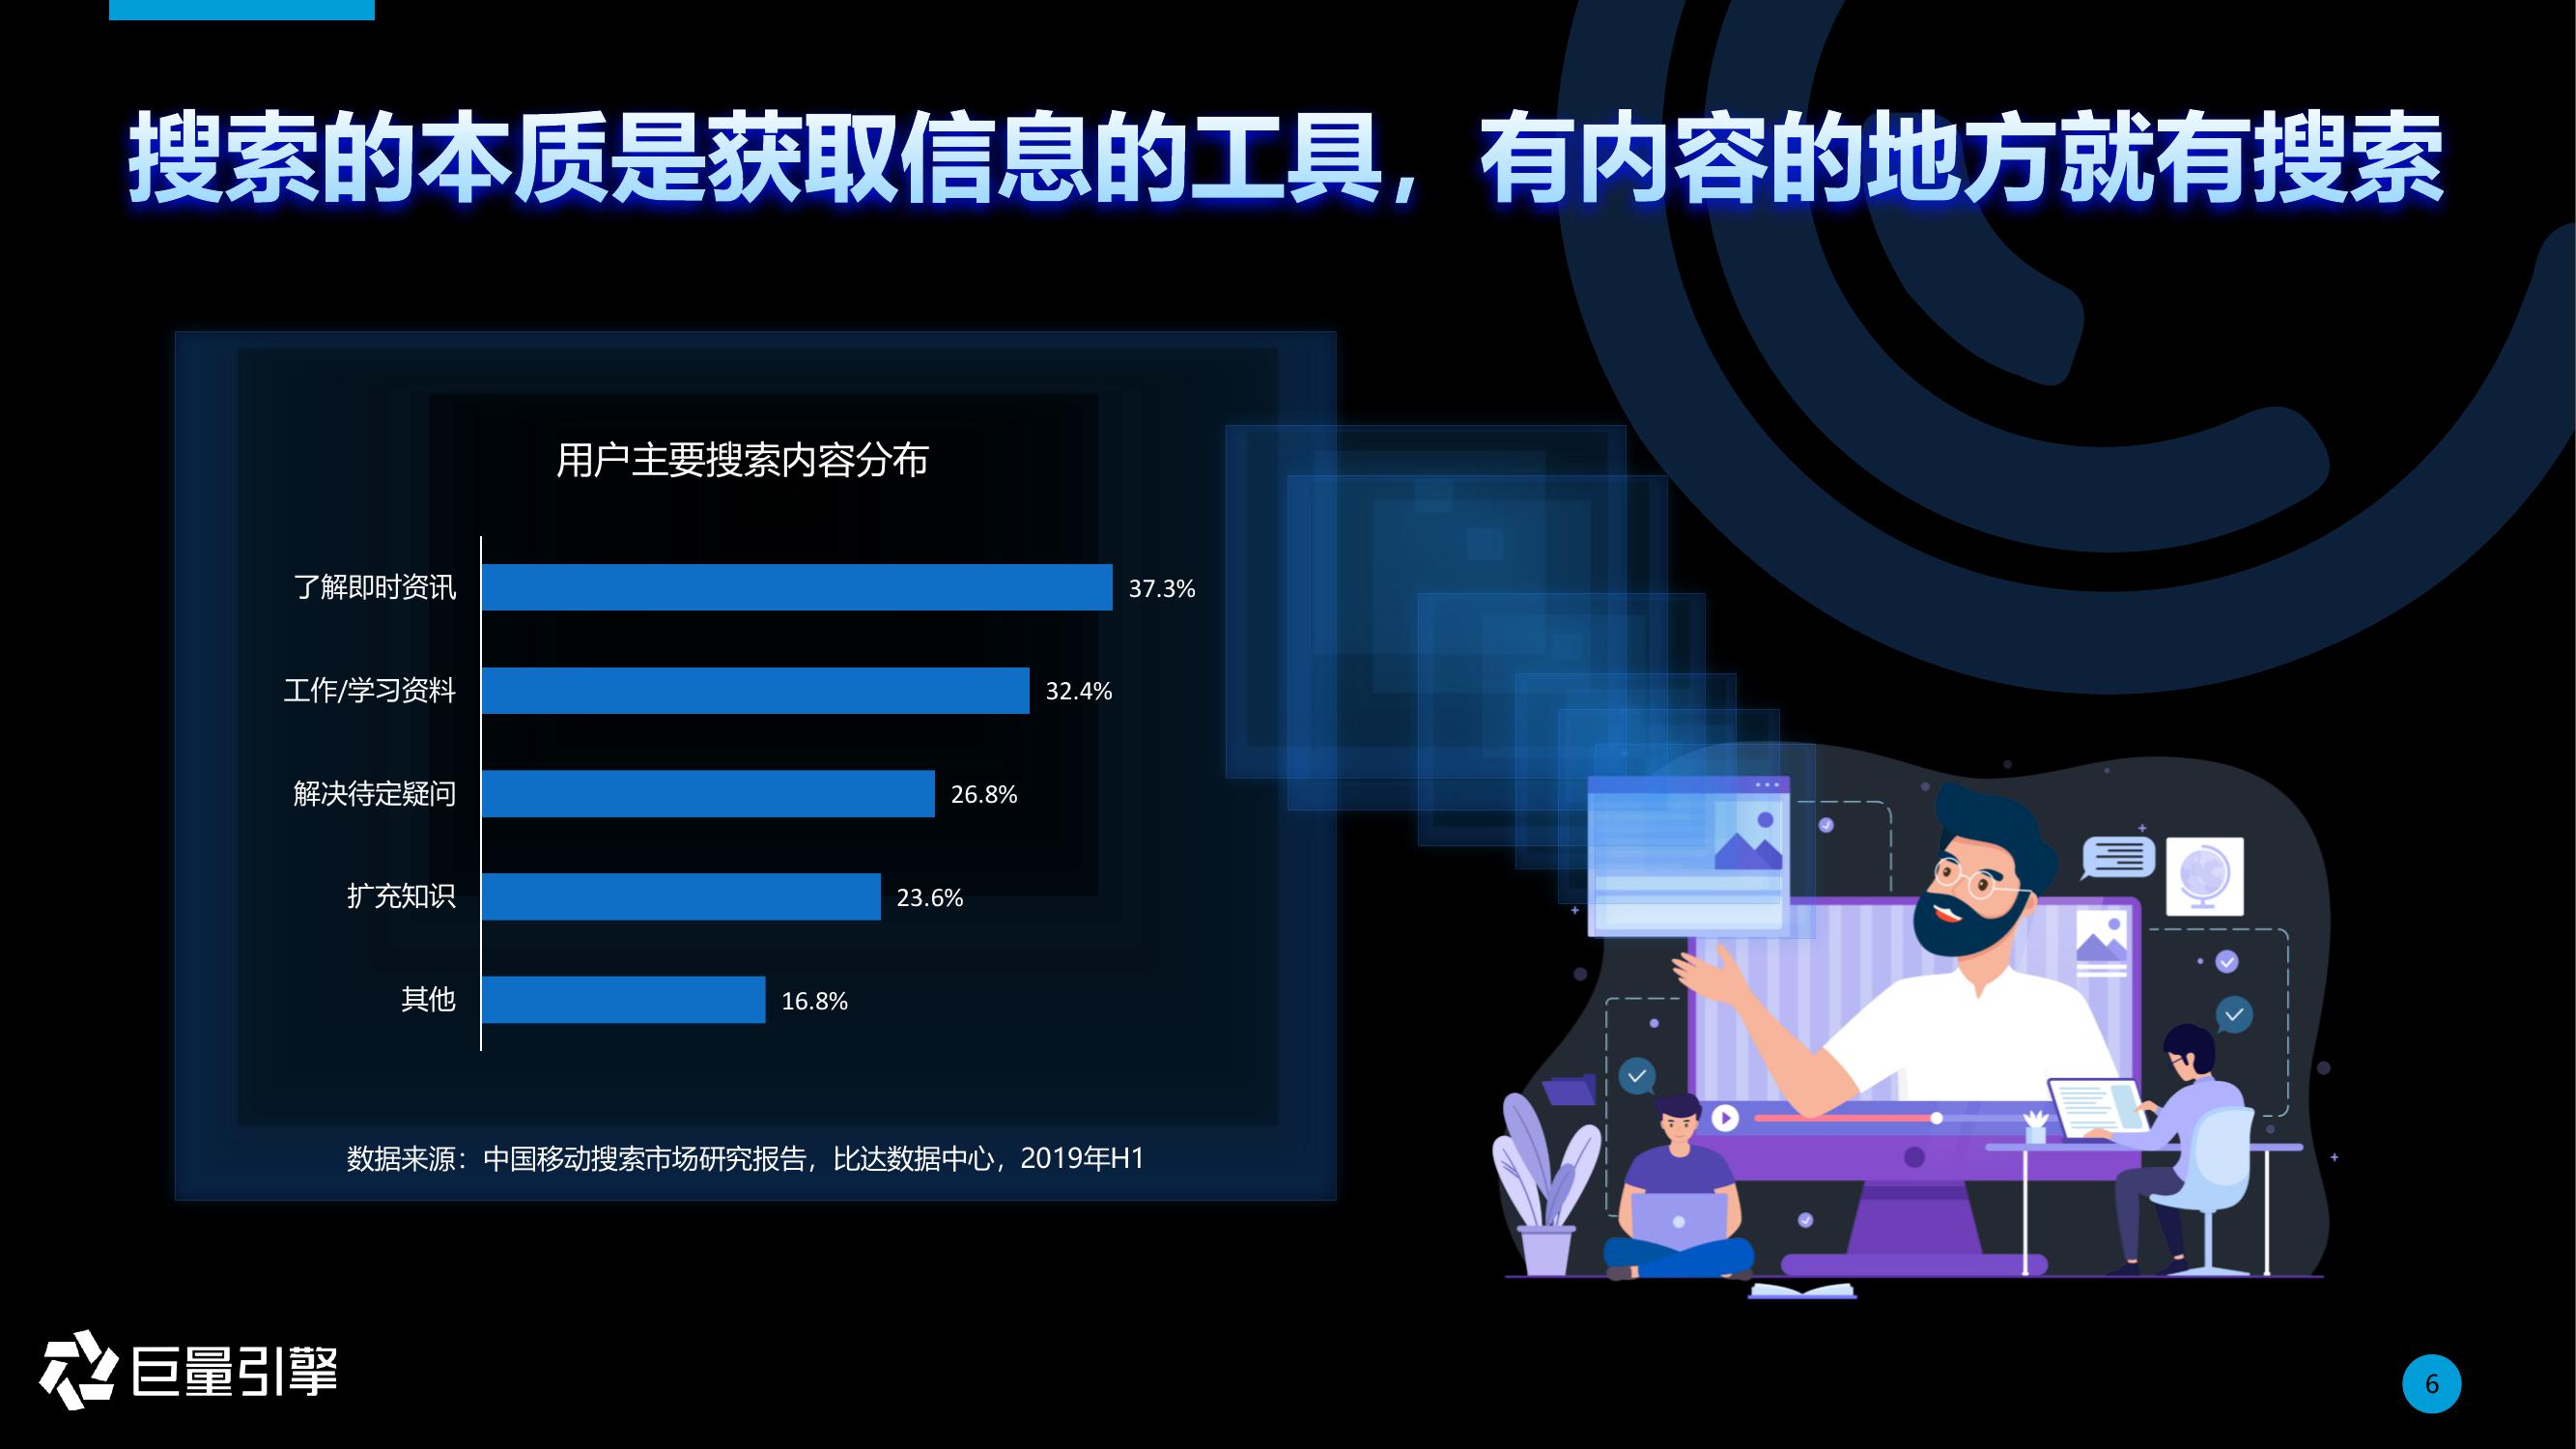 搜索的本质是获取信息的工具，有内容的地方就有搜索
用户主要搜索内容分布
了解即时资讯 37.3%
工作/学习资料 32.4%
解决待定疑问 26.8%
扩充知识 23.6%
其他 16.8%
数据来源：中国移动搜索市场研究报告，比达数据中心，2019年H1
巨量引擎
6